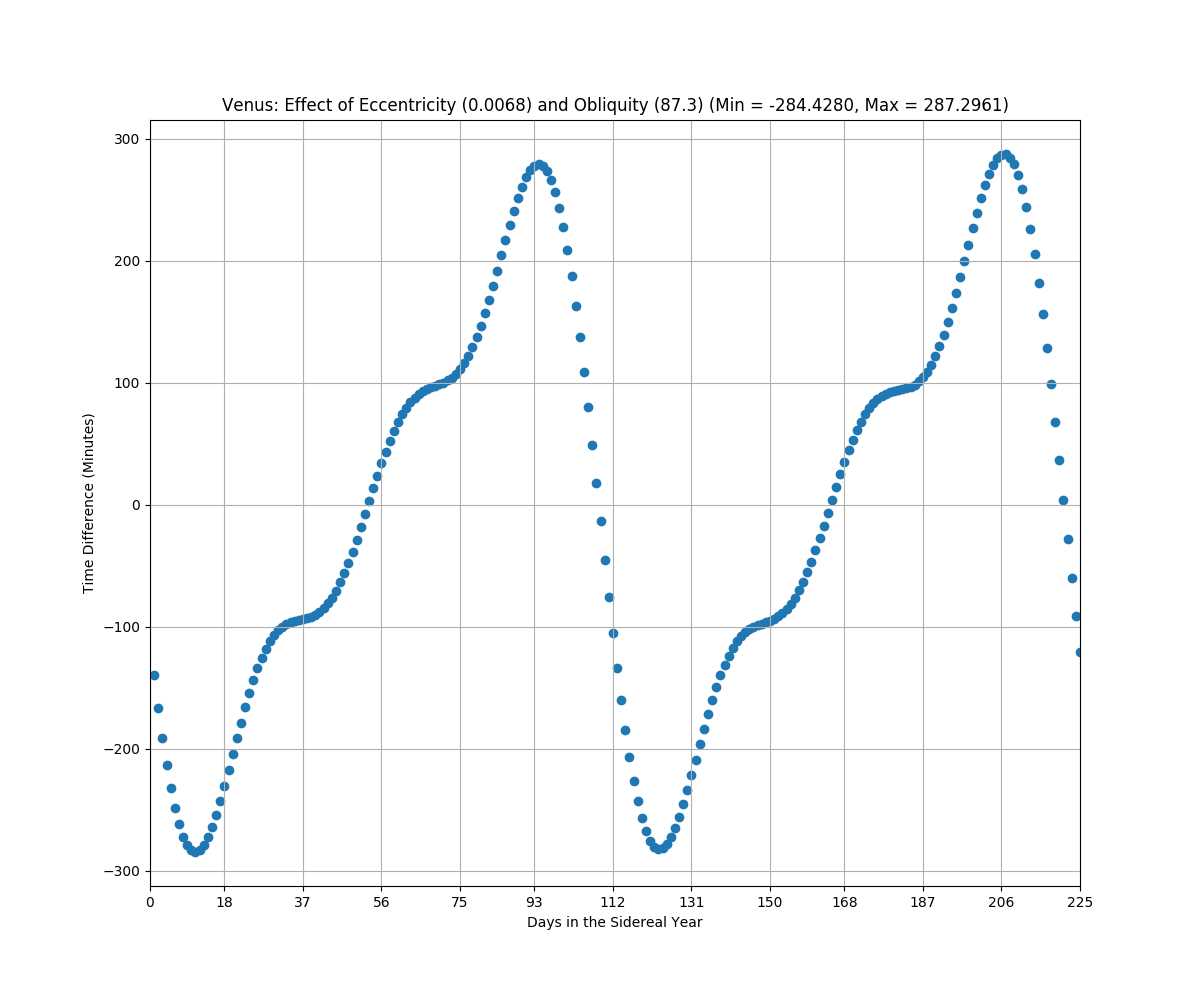 Venus: Effect of Eccentricity (0.0068) and Obliquity (87.3) (Min = -284.4280, Max = 287.2961)
300
200
100
0
−100
−200
−300
Time Difference (Minutes)
0 18 37 56 75 93 112 131 150 168 187 206 225
Days in the Sidereal Year